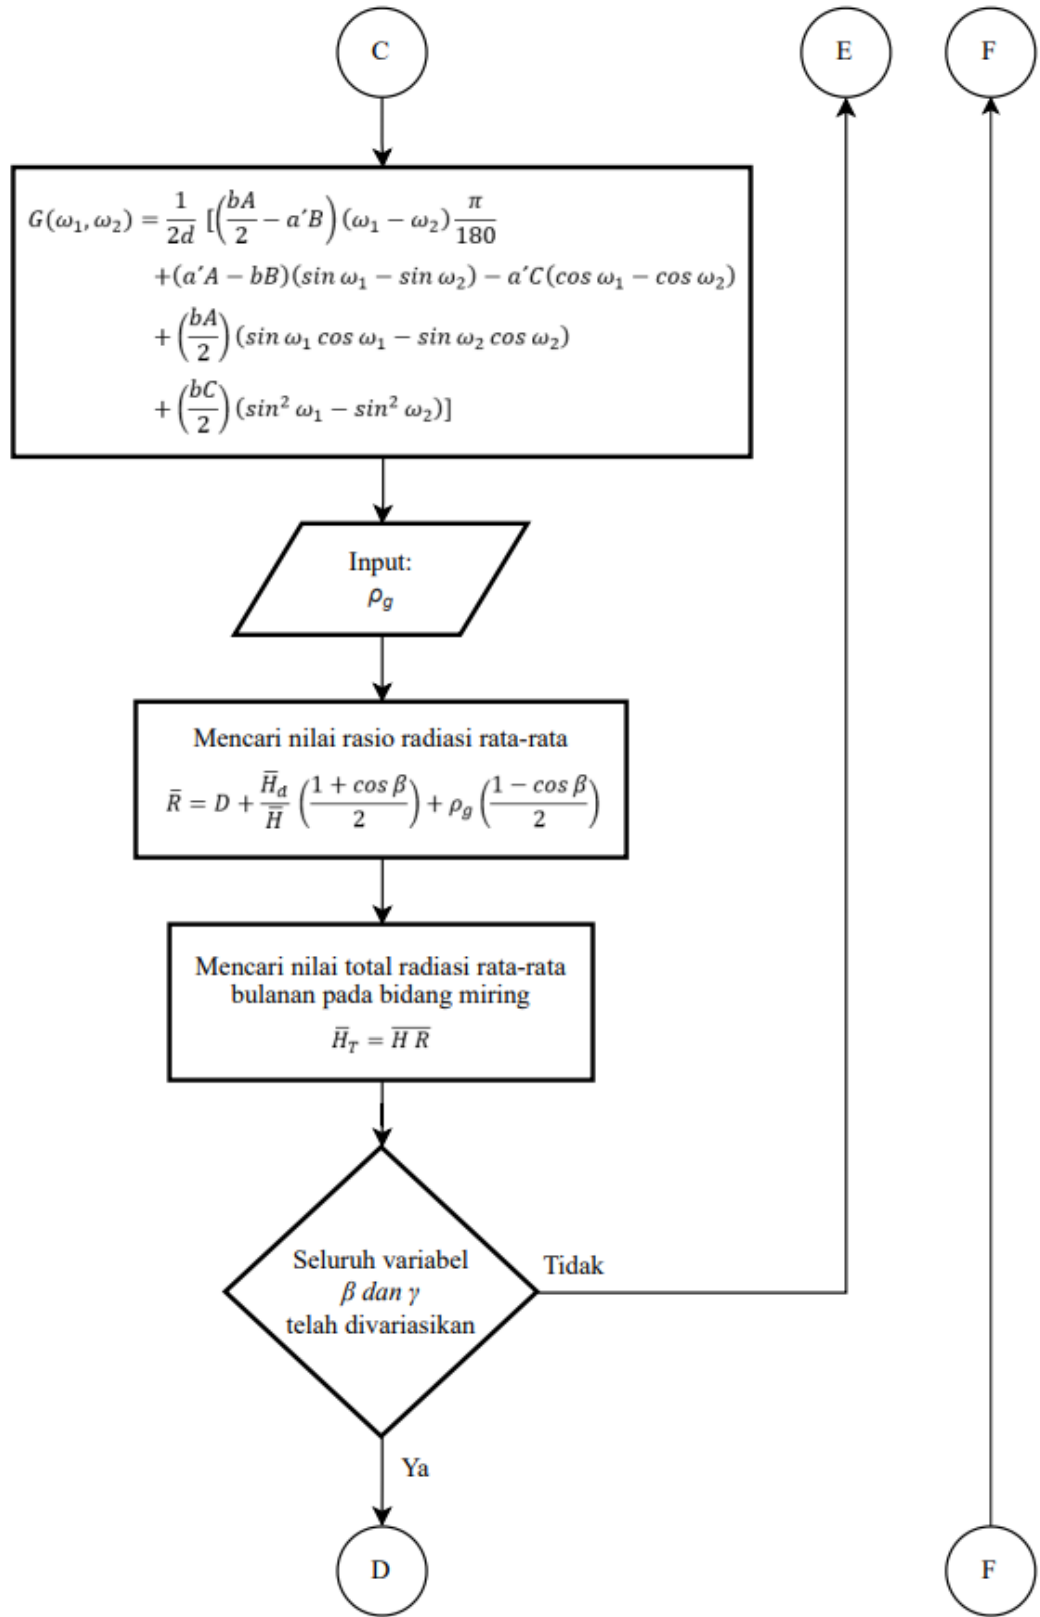 C
E
F
G(ω₁, ω₂) = 1/2d [(bA/2 − a′B)(ω₁ − ω₂) π/180
+(a′A − bB)(sin ω₁ − sin ω₂) − a′C(cos ω₁ − cos ω₂)
+ (bA/2)(sin ω₁ cos ω₁ − sin ω₂ cos ω₂)
+ (bC/2)(sin² ω₁ − sin² ω₂)]
Input:
ρ_g
Mencari nilai rasio radiasi rata-rata
R̅ = D + H̅_d/H̅ ((1 + cos β)/2) + ρ_g ((1 − cos β)/2)
Mencari nilai total radiasi rata-rata
bulanan pada bidang miring
H̅_T = H̅ R̅
Seluruh variabel
β dan γ
telah divariasikan
Tidak
Ya
D
F